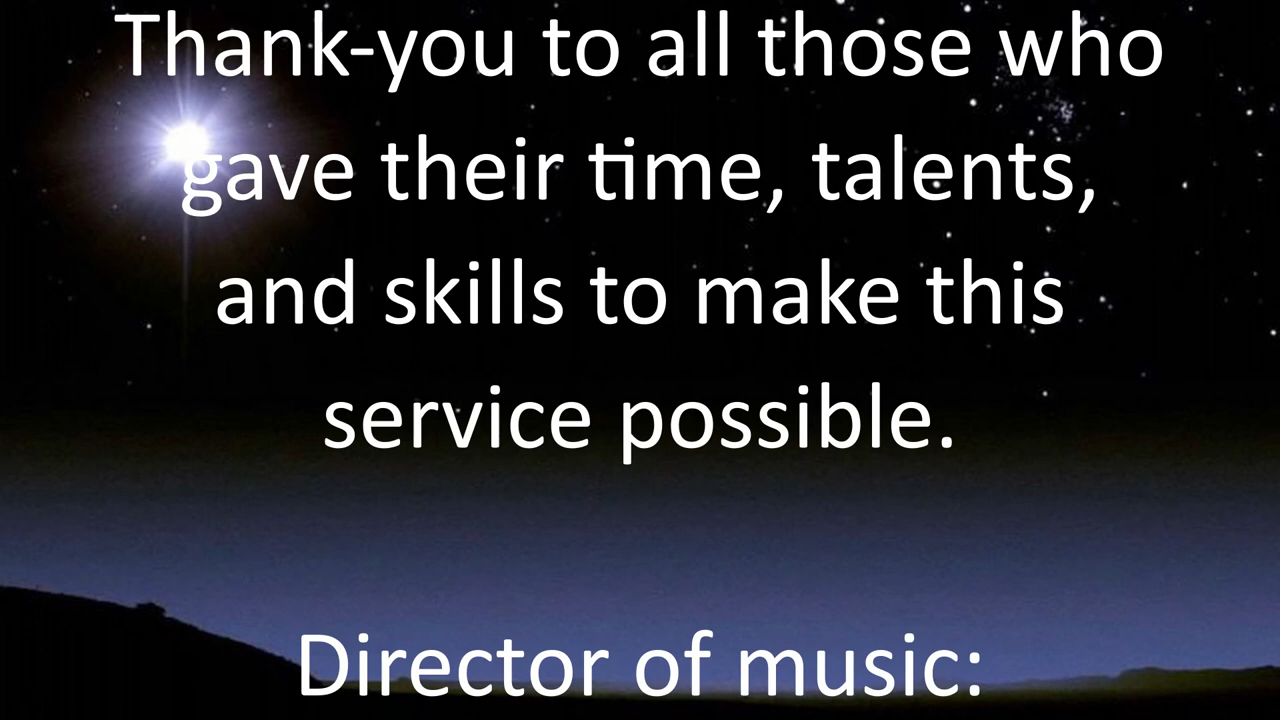 Thank-you to all those who
gave their time, talents,
and skills to make this
service possible.
Director of music: